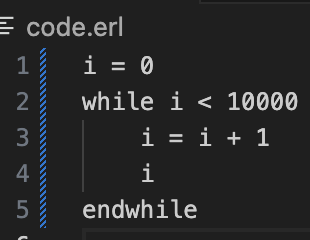 code.erl
1 i = 0
2 while i < 10000
3     i = i + 1
4     i
5 endwhile